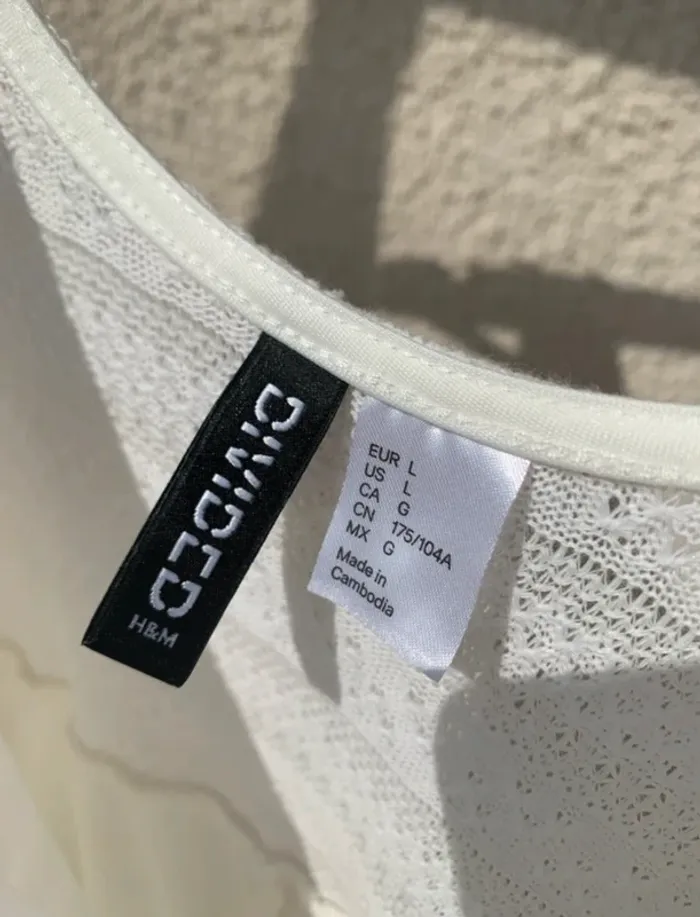 DIVIDED
H&M
EUR L
US L
CA G
CN 175/104A
MX G
Made in
Cambodia